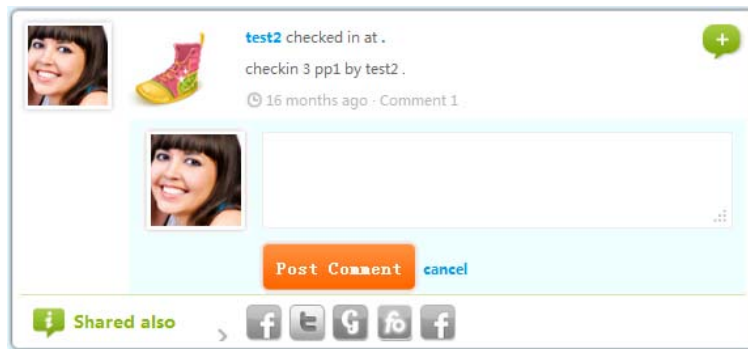 test2 checked in at .
checkin 3 pp1 by test2 .
16 months ago · Comment 1
Post Comment cancel
Shared also